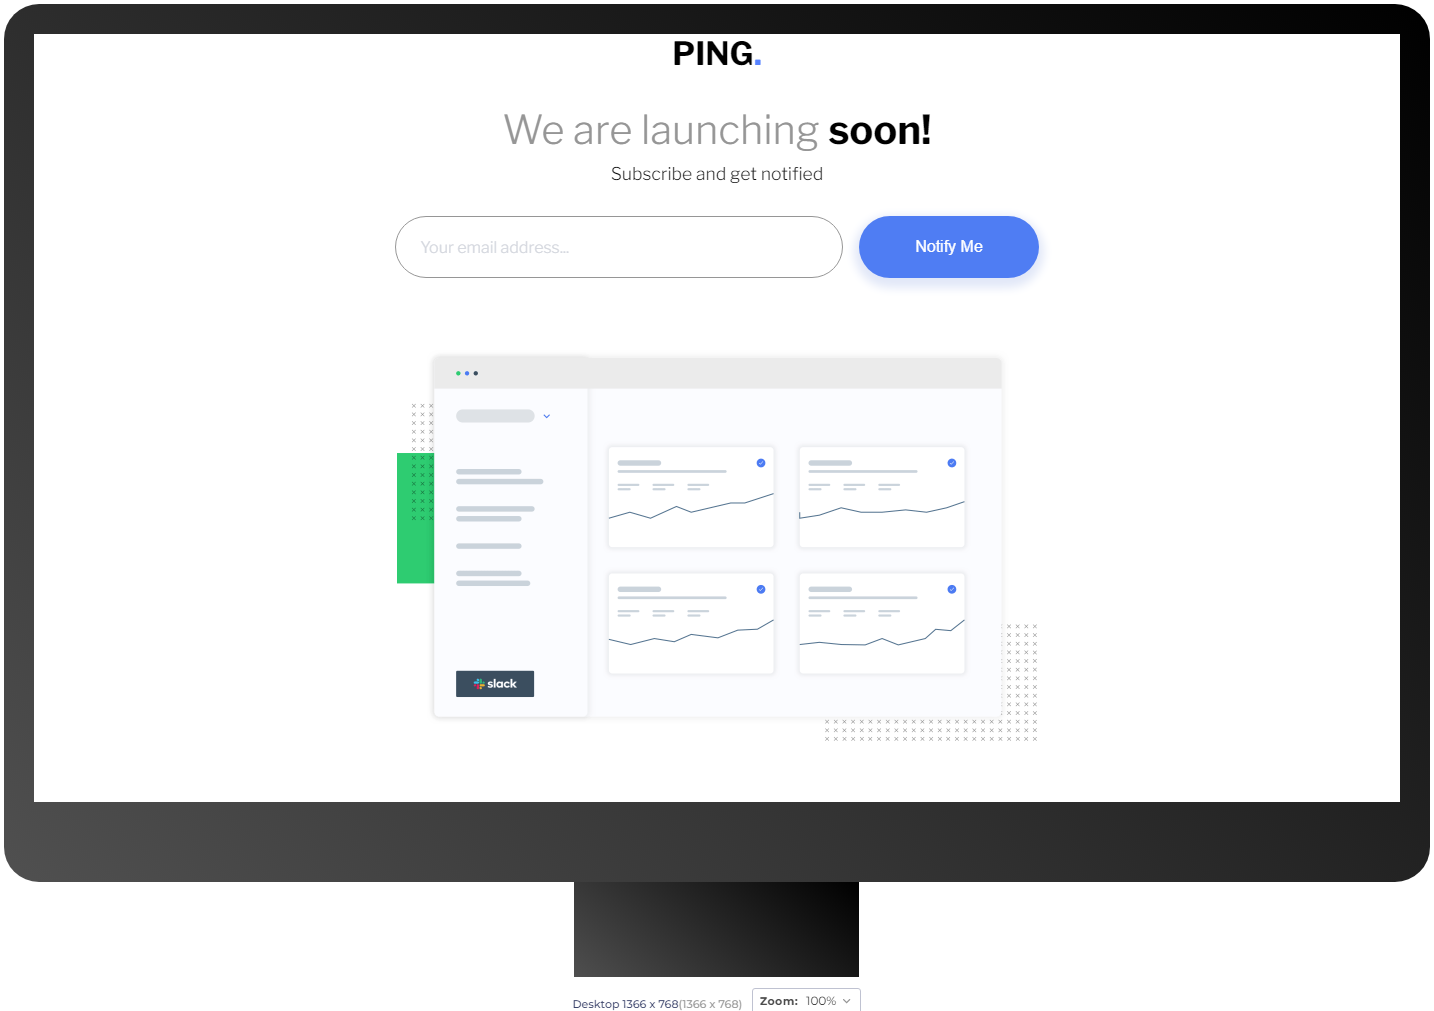 PING.
We are launching soon!
Subscribe and get notified
Your email address...
Notify Me
slack
Desktop 1366 x 768(1366 x 768)
Zoom: 100%